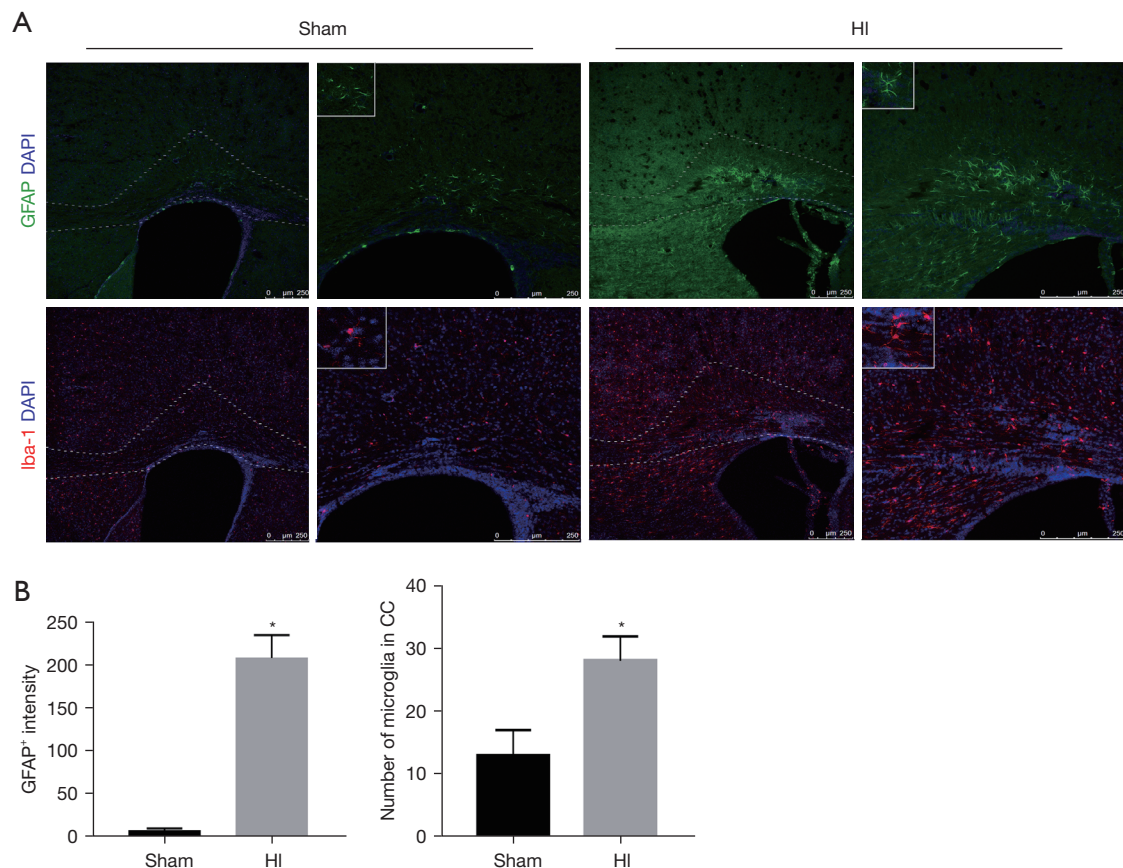 A
Sham
HI
GFAP DAPI
0 µm 250
0 µm 250
0 µm 250
0 µm 250
Iba-1 DAPI
0 µm 250
0 µm 250
0 µm 250
0 µm 250
B
GFAP⁺ intensity
250
200
150
100
50
0
*
Sham
HI
Number of microglia in CC
40
30
20
10
0
*
Sham
HI